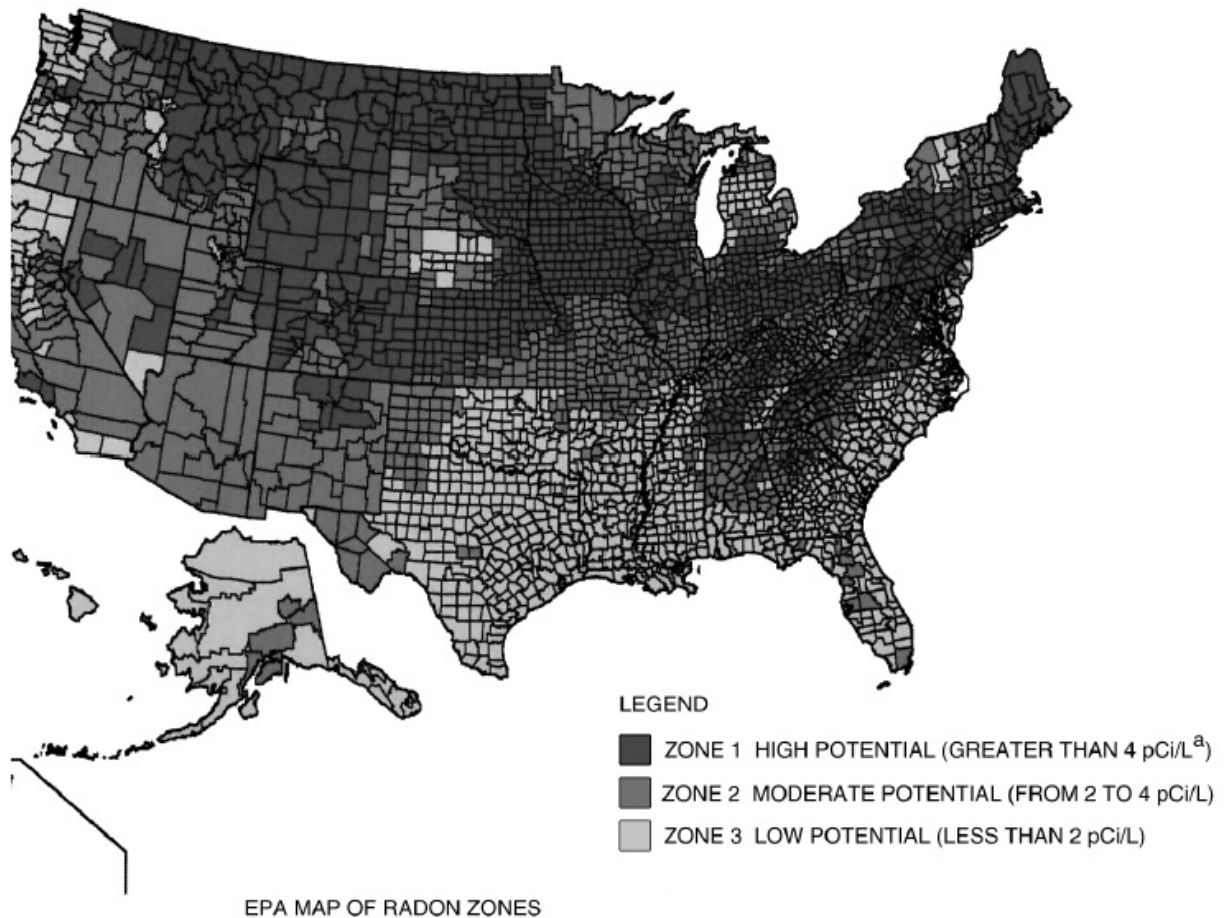 LEGEND
ZONE 1 HIGH POTENTIAL (GREATER THAN 4 pCi/Lª)
ZONE 2 MODERATE POTENTIAL (FROM 2 TO 4 pCi/L)
ZONE 3 LOW POTENTIAL (LESS THAN 2 pCi/L)
EPA MAP OF RADON ZONES